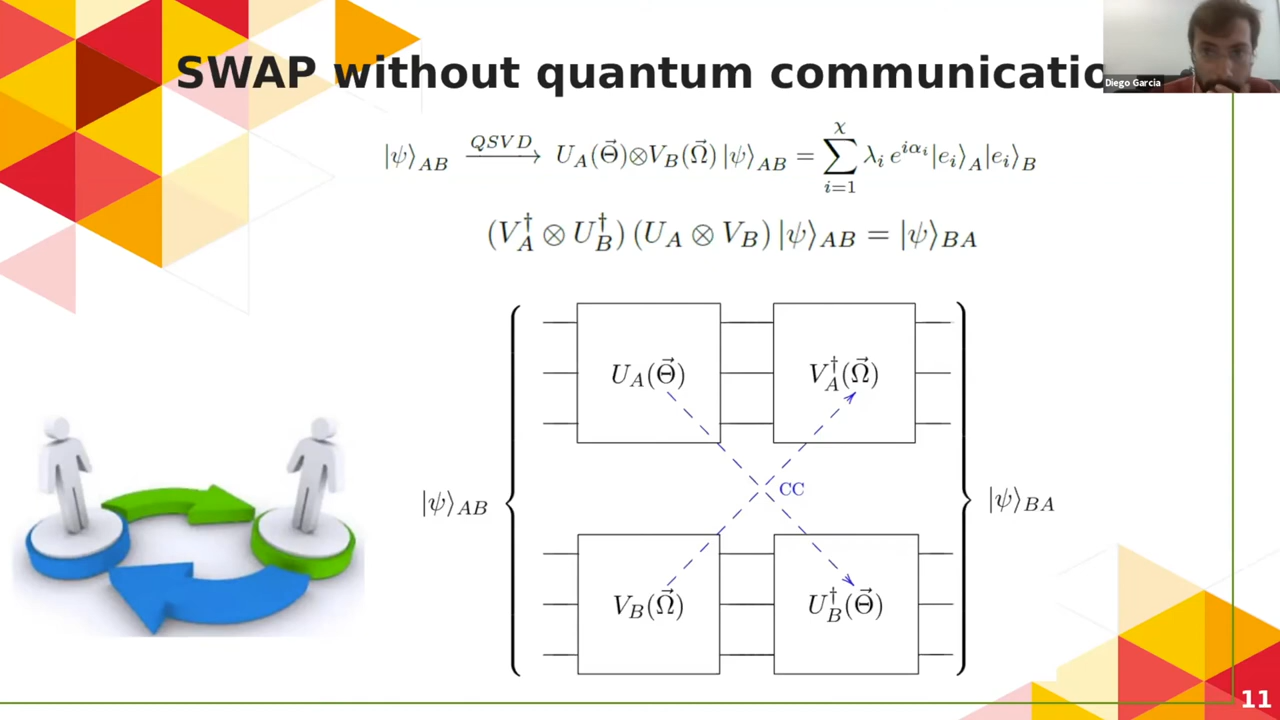 SWAP without quantum communicatio
Diego Garcia
|ψ⟩_AB —QSVD→ U_A(Θ⃗)⊗V_B(Ω⃗)|ψ⟩_AB = ∑_{i=1}^{χ} λ_i e^{iα_i}|e_i⟩_A|e_i⟩_B
(V_A^† ⊗ U_B^†)(U_A ⊗ V_B)|ψ⟩_AB = |ψ⟩_BA
U_A(Θ⃗) V_A^†(Ω⃗)
CC
|ψ⟩_AB |ψ⟩_BA
V_B(Ω⃗) U_B^†(Θ⃗)
11